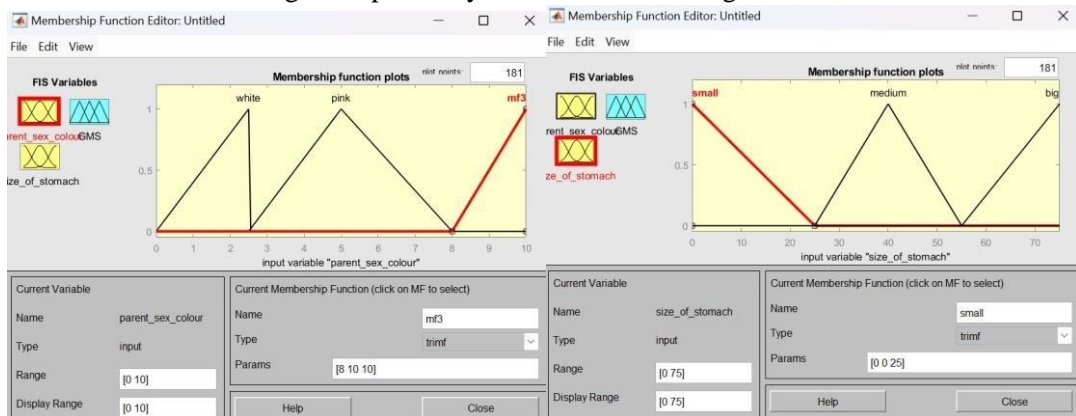 Membership Function Editor: Untitled
File Edit View
FIS Variables
Membership function plots
plot points:
181
GMS
white
pink
mf3
1
0.5
0
0 1 2 3 4 5 6 7 8 9 10
input variable "parent_sex_colour"
Current Variable
Current Membership Function (click on MF to select)
Name parent_sex_colour
Name mf3
Type input
Type trimf
Range [0 10]
Params [8 10 10]
Display Range [0 10]
Help
Close
Membership Function Editor: Untitled
File Edit View
FIS Variables
Membership function plots
plot points:
181
GMS
small
medium
big
1
0.5
0
0 10 20 30 40 50 60 70
input variable "size_of_stomach"
Current Variable
Current Membership Function (click on MF to select)
Name size_of_stomach
Name small
Type input
Type trimf
Range [0 75]
Params [0 0 25]
Display Range [0 75]
Help
Close